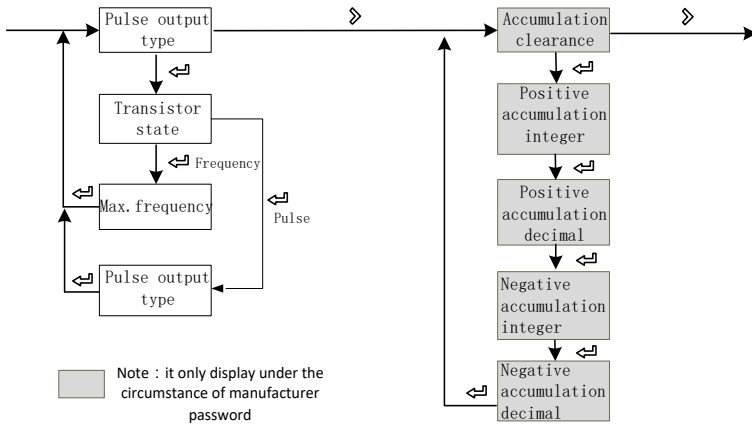 Pulse output
type
Transistor
state
Frequency
Pulse
Max.frequency
Pulse output
type
Accumulation
clearance
Positive
accumulation
integer
Positive
accumulation
decimal
Negative
accumulation
integer
Negative
accumulation
decimal
Note：it only display under the
circumstance of manufacturer
password